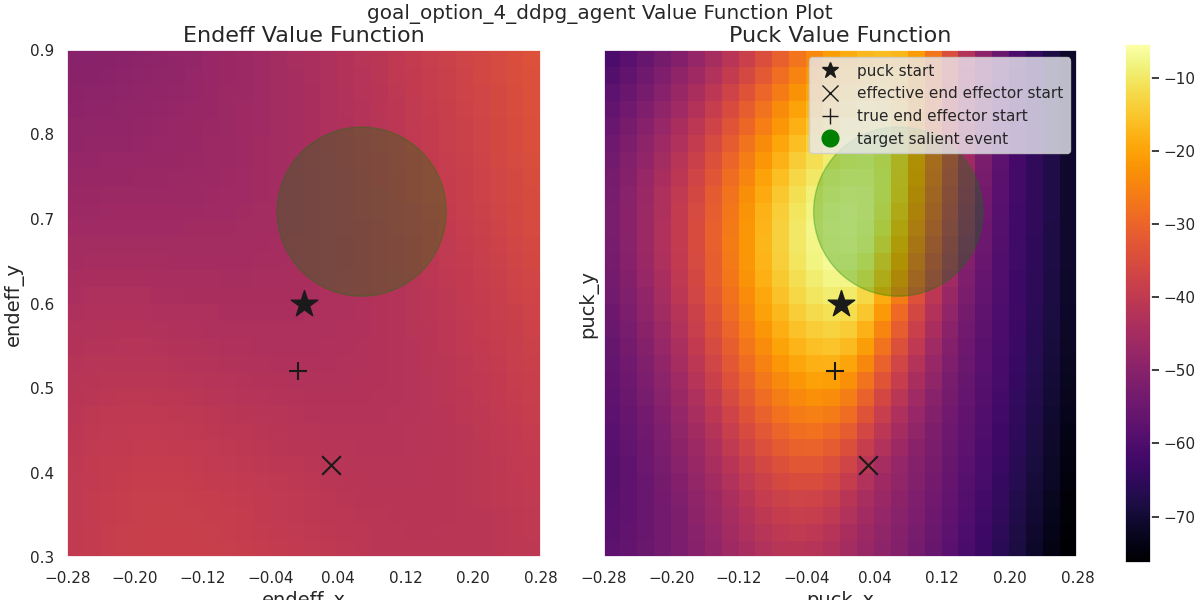 goal_option_4_ddpg_agent Value Function Plot
Endeff Value Function
Puck Value Function
puck start
effective end effector start
true end effector start
target salient event
endeff_y
0.9
0.8
0.7
0.6
0.5
0.4
0.3
−0.28 −0.20 −0.12 −0.04 0.04 0.12 0.20 0.28
endeff_x
puck_y
−0.28 −0.20 −0.12 −0.04 0.04 0.12 0.20 0.28
puck_x
−10
−20
−30
−40
−50
−60
−70